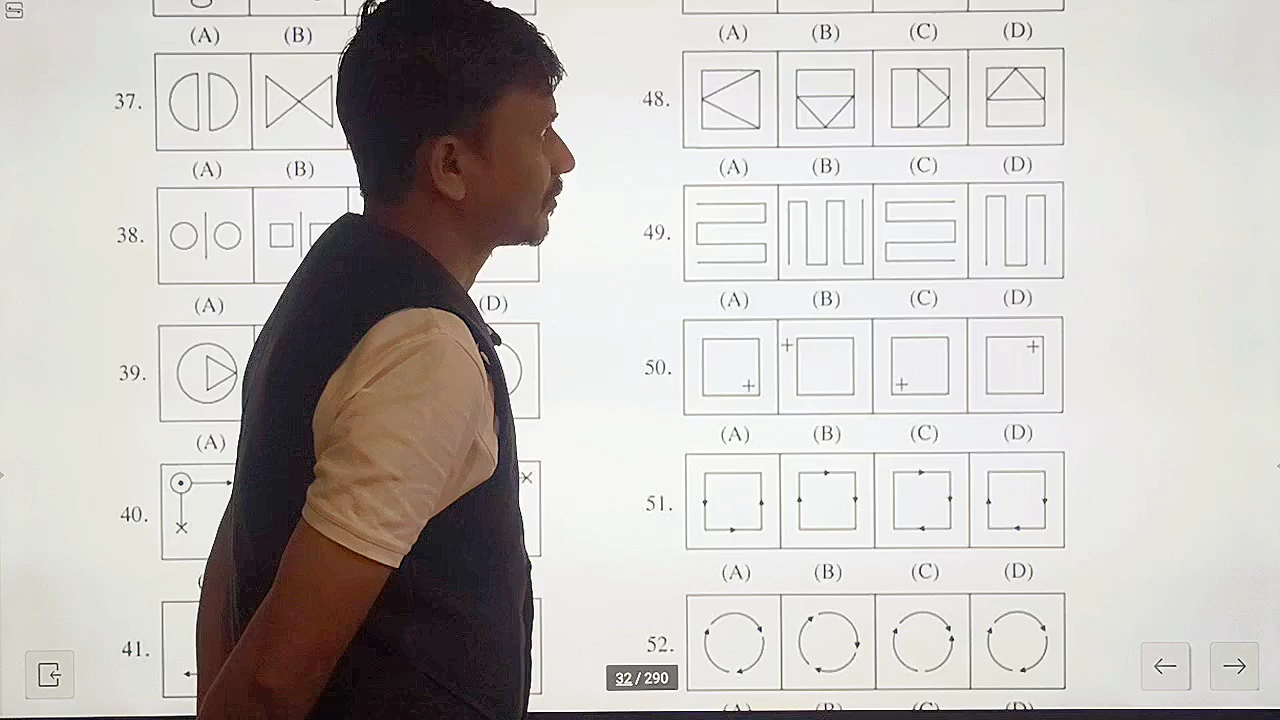 (A) (B)
37.
(A) (B)
38.
(A) (D)
39.
(A)
40.
41.
(A) (B) (C) (D)
48.
(A) (B) (C) (D)
49.
(A) (B) (C) (D)
50.
(A) (B) (C) (D)
51.
(A) (B) (C) (D)
52.
(A) (B) (C) (D)
32 / 290